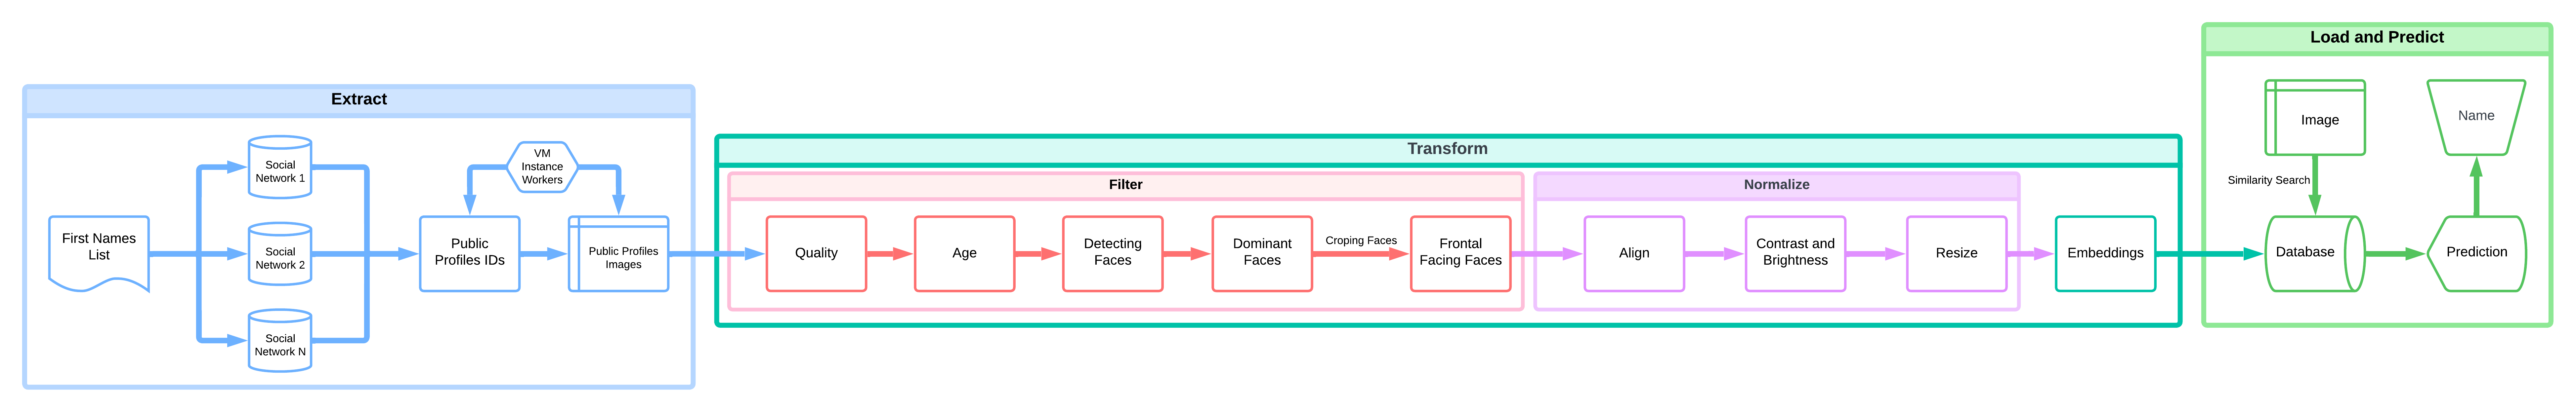 Extract
First Names
List
Social
Network 1
Social
Network 2
Social
Network N
Public
Profiles IDs
VM
Instance
Workers
Public Profiles
Images
Transform
Filter
Quality
Age
Detecting
Faces
Dominant
Faces
Croping Faces
Frontal
Facing Faces
Normalize
Align
Contrast and
Brightness
Resize
Embeddings
Load and Predict
Image
Similarity Search
Database
Prediction
Name